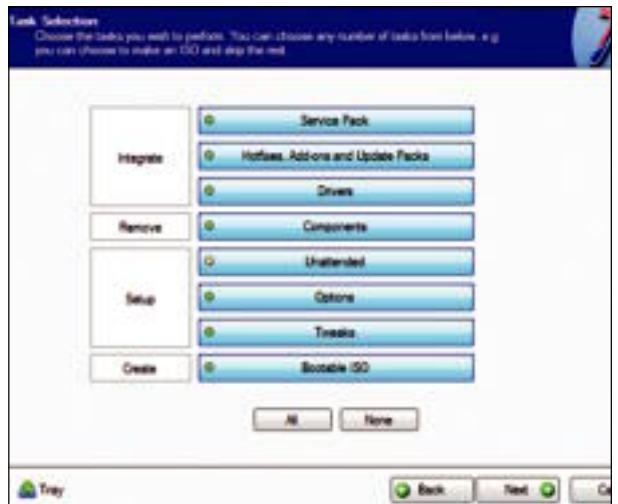 Task Selection
Choose the tasks you wish to perform. You can choose any number of tasks from below. e.g
you can choose to make an ISO and skip the rest
Integrate
Service Pack
Hotfixes, Add-ons and Update Packs
Drivers
Remove
Components
Setup
Unattended
Options
Tweaks
Create
Bootable ISO
All
None
Tray
Back
Next
Ca